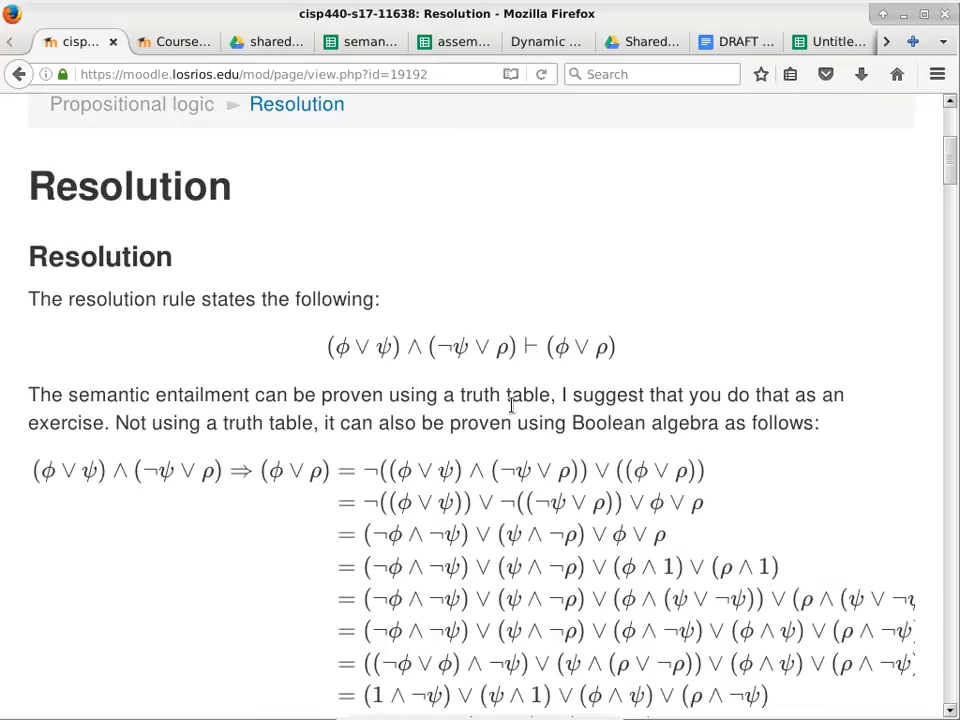 cisp440-s17-11638: Resolution - Mozilla Firefox
cisp... Course... shared... seman... assem... Dynamic ... Shared... DRAFT ... Untitle...
https://moodle.losrios.edu/mod/page/view.php?id=19192 Search
Propositional logic ► Resolution
Resolution
Resolution
The resolution rule states the following:
(ϕ ∨ ψ) ∧ (¬ψ ∨ ρ) ⊢ (ϕ ∨ ρ)
The semantic entailment can be proven using a truth table, I suggest that you do that as an
exercise. Not using a truth table, it can also be proven using Boolean algebra as follows:
(ϕ ∨ ψ) ∧ (¬ψ ∨ ρ) ⇒ (ϕ ∨ ρ) = ¬((ϕ ∨ ψ) ∧ (¬ψ ∨ ρ)) ∨ ((ϕ ∨ ρ))
= ¬((ϕ ∨ ψ)) ∨ ¬((¬ψ ∨ ρ)) ∨ ϕ ∨ ρ
= (¬ϕ ∧ ¬ψ) ∨ (ψ ∧ ¬ρ) ∨ ϕ ∨ ρ
= (¬ϕ ∧ ¬ψ) ∨ (ψ ∧ ¬ρ) ∨ (ϕ ∧ 1) ∨ (ρ ∧ 1)
= (¬ϕ ∧ ¬ψ) ∨ (ψ ∧ ¬ρ) ∨ (ϕ ∧ (ψ ∨ ¬ψ)) ∨ (ρ ∧ (ψ ∨ ¬ψ
= (¬ϕ ∧ ¬ψ) ∨ (ψ ∧ ¬ρ) ∨ (ϕ ∧ ¬ψ) ∨ (ϕ ∧ ψ) ∨ (ρ ∧ ¬ψ)
= ((¬ϕ ∨ ϕ) ∧ ¬ψ) ∨ (ψ ∧ (ρ ∨ ¬ρ)) ∨ (ϕ ∧ ψ) ∨ (ρ ∧ ¬ψ)
= (1 ∧ ¬ψ) ∨ (ψ ∧ 1) ∨ (ϕ ∧ ψ) ∨ (ρ ∧ ¬ψ)